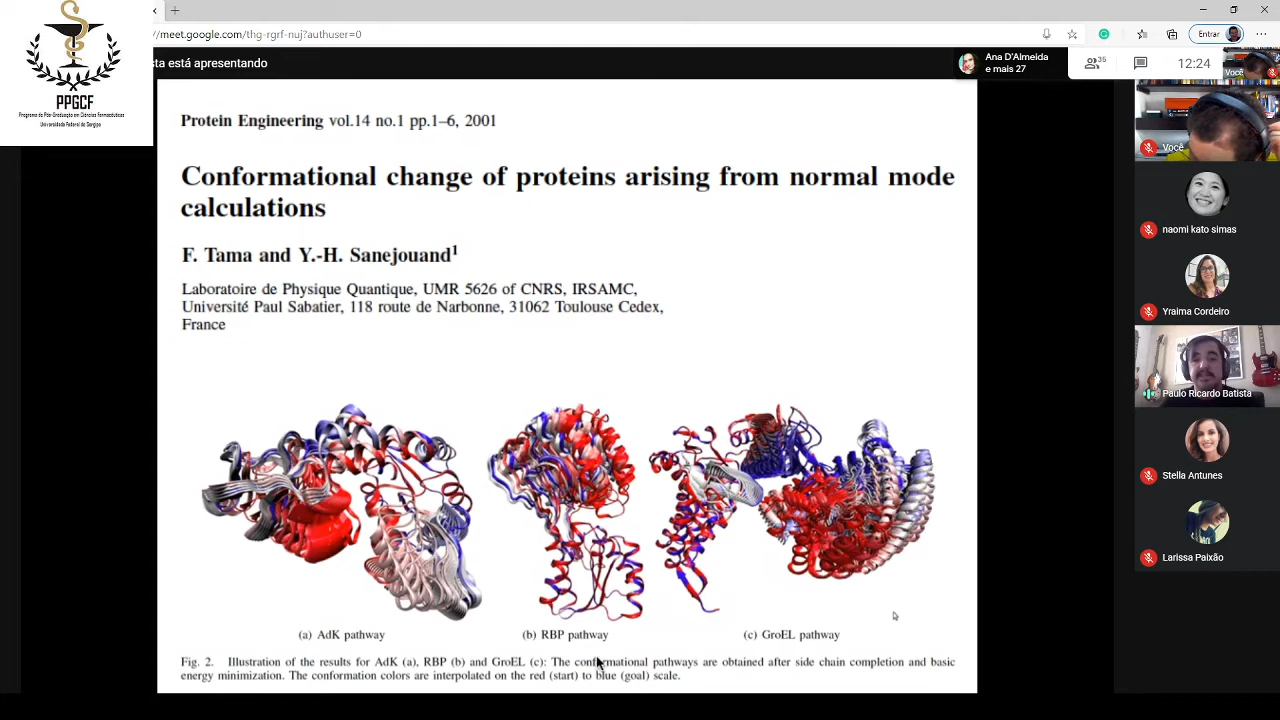 PPGCF
Programa de Pós-Graduação em Ciências Farmacêuticas
Universidade Federal de Sergipe
//meet.google.com/thg-rgrf-nuj?authuser=0
Entrar
sta está apresentando
Ana D'Almeida
e mais 27
35
12:24
Você
Protein Engineering vol.14 no.1 pp.1–6, 2001
Conformational change of proteins arising from normal mode
calculations
F. Tama and Y.-H. Sanejouand1
Laboratoire de Physique Quantique, UMR 5626 of CNRS, IRSAMC,
Université Paul Sabatier, 118 route de Narbonne, 31062 Toulouse Cedex,
France
(a) AdK pathway
(b) RBP pathway
(c) GroEL pathway
Fig. 2. Illustration of the results for AdK (a), RBP (b) and GroEL (c): The conformational pathways are obtained after side chain completion and basic
energy minimization. The conformation colors are interpolated on the red (start) to blue (goal) scale.
Você
naomi kato simas
Yraima Cordeiro
Paulo Ricardo Batista
Stella Antunes
Larissa Paixão